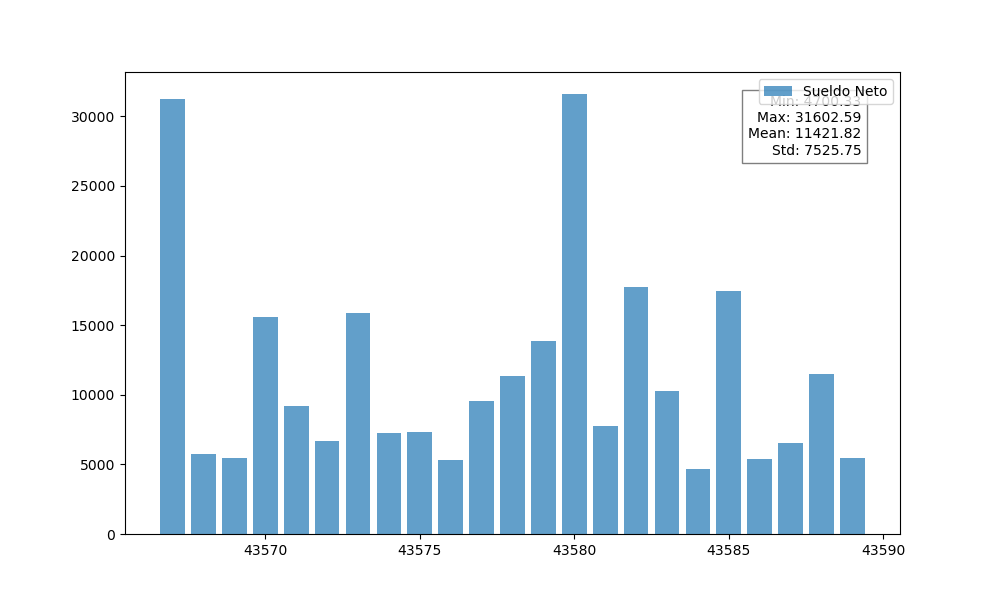 Sueldo Neto
Min: 4700.33
Max: 31602.59
Mean: 11421.82
Std: 7525.75
30000
25000
20000
15000
10000
5000
0
43570 43575 43580 43585 43590